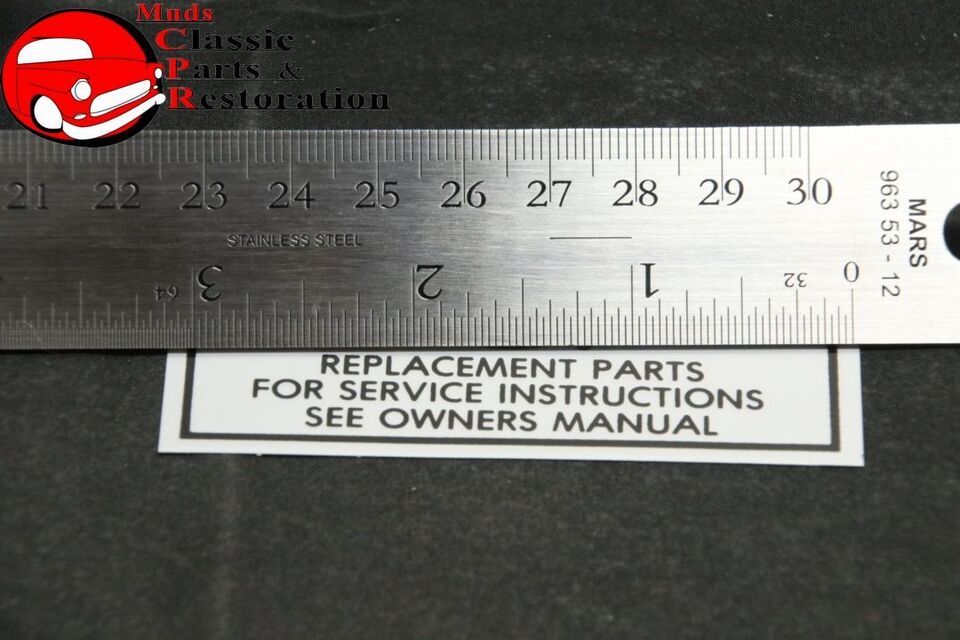 Muds
Classic
Parts &
Restoration
21 22 23 24 25 26 27 28 29 30
STAINLESS STEEL
64 3 2 1 32 0
MARS
963 53 - 12
REPLACEMENT PARTS
FOR SERVICE INSTRUCTIONS
SEE OWNERS MANUAL